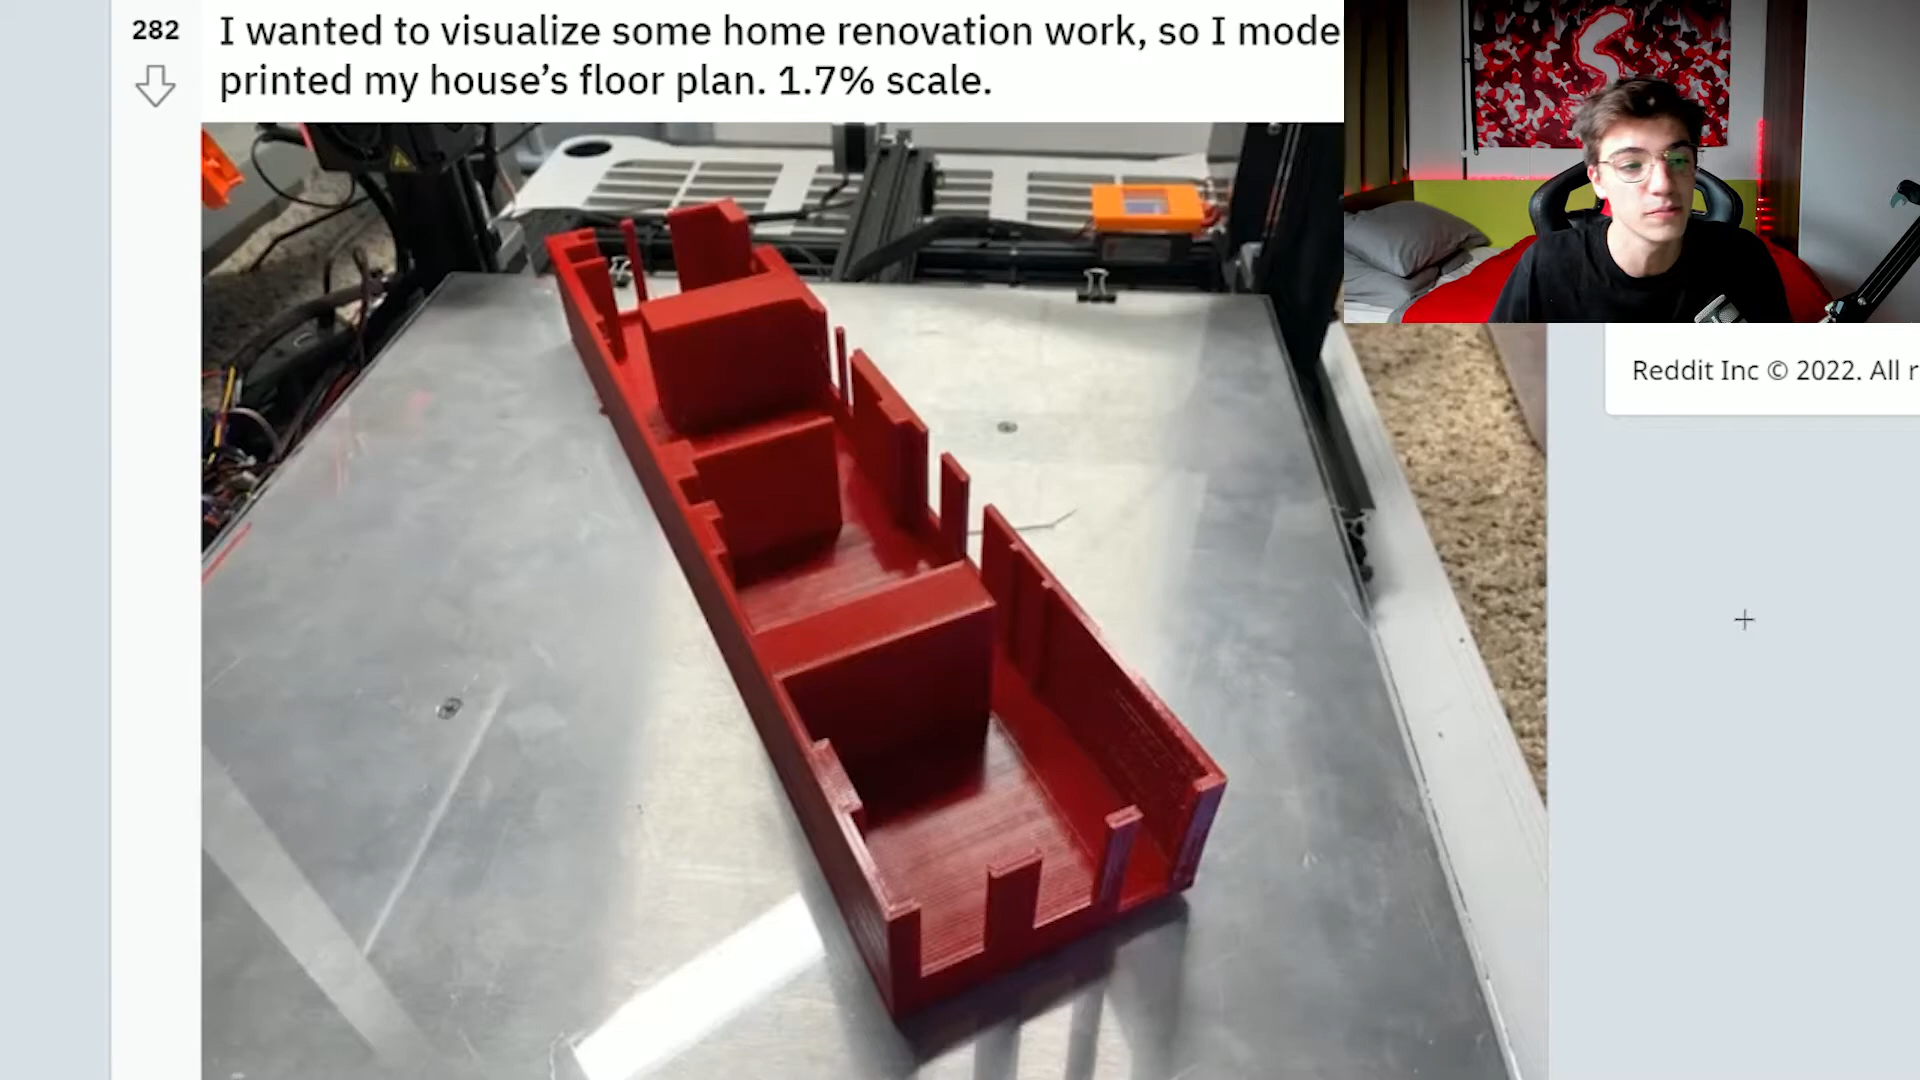 282
I wanted to visualize some home renovation work, so I mode
printed my house’s floor plan. 1.7% scale.
Reddit Inc © 2022. All r